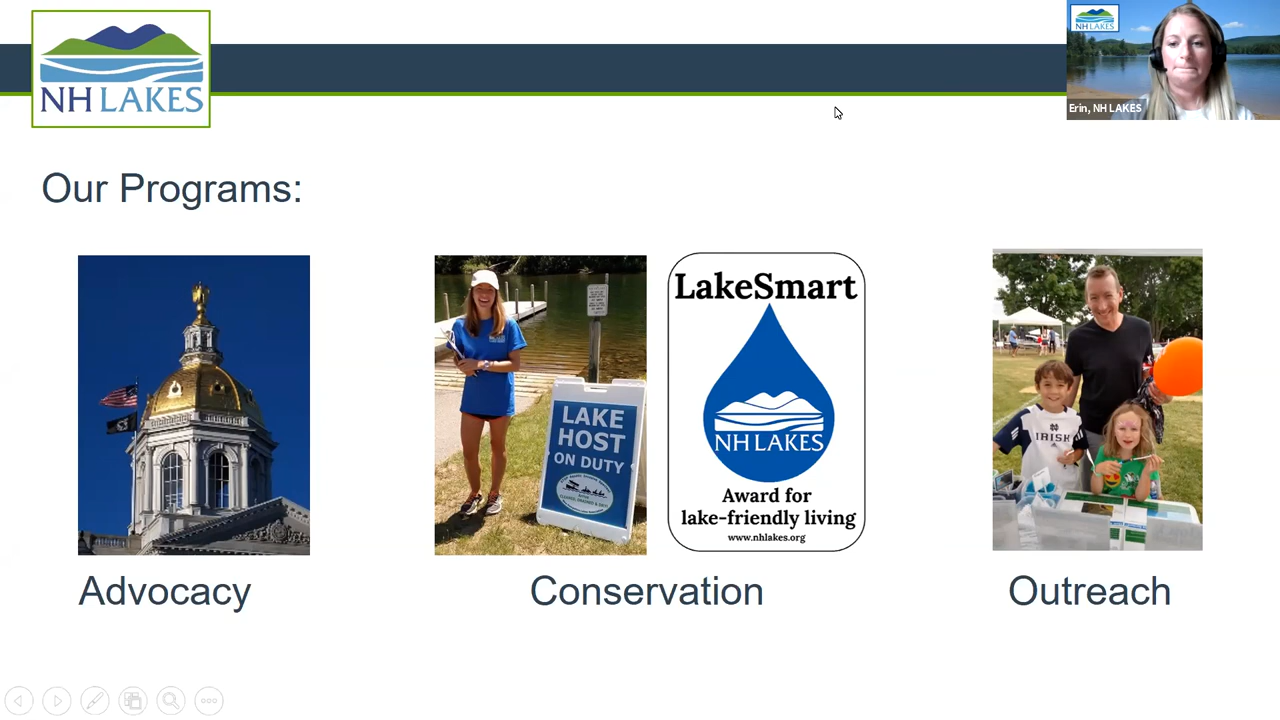 NH LAKES
NH LAKES
Erin, NH LAKES
Our Programs:
LAKE
HOST
ON DUTY
LakeSmart
NH LAKES
Award for
lake-friendly living
www.nhlakes.org
IRISH
Advocacy
Conservation
Outreach